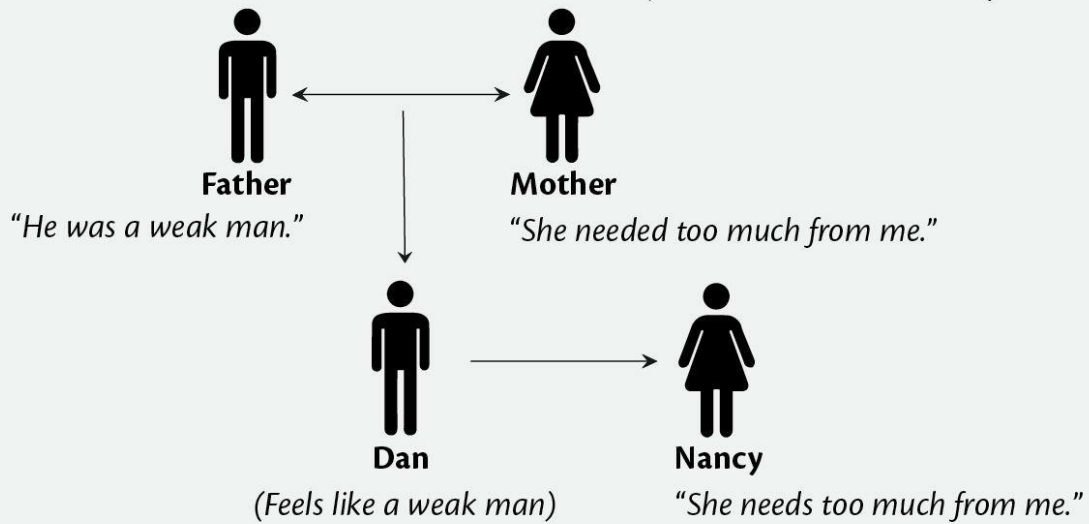 Father
Mother
“He was a weak man.”
“She needed too much from me.”
Dan
Nancy
(Feels like a weak man)
“She needs too much from me.”